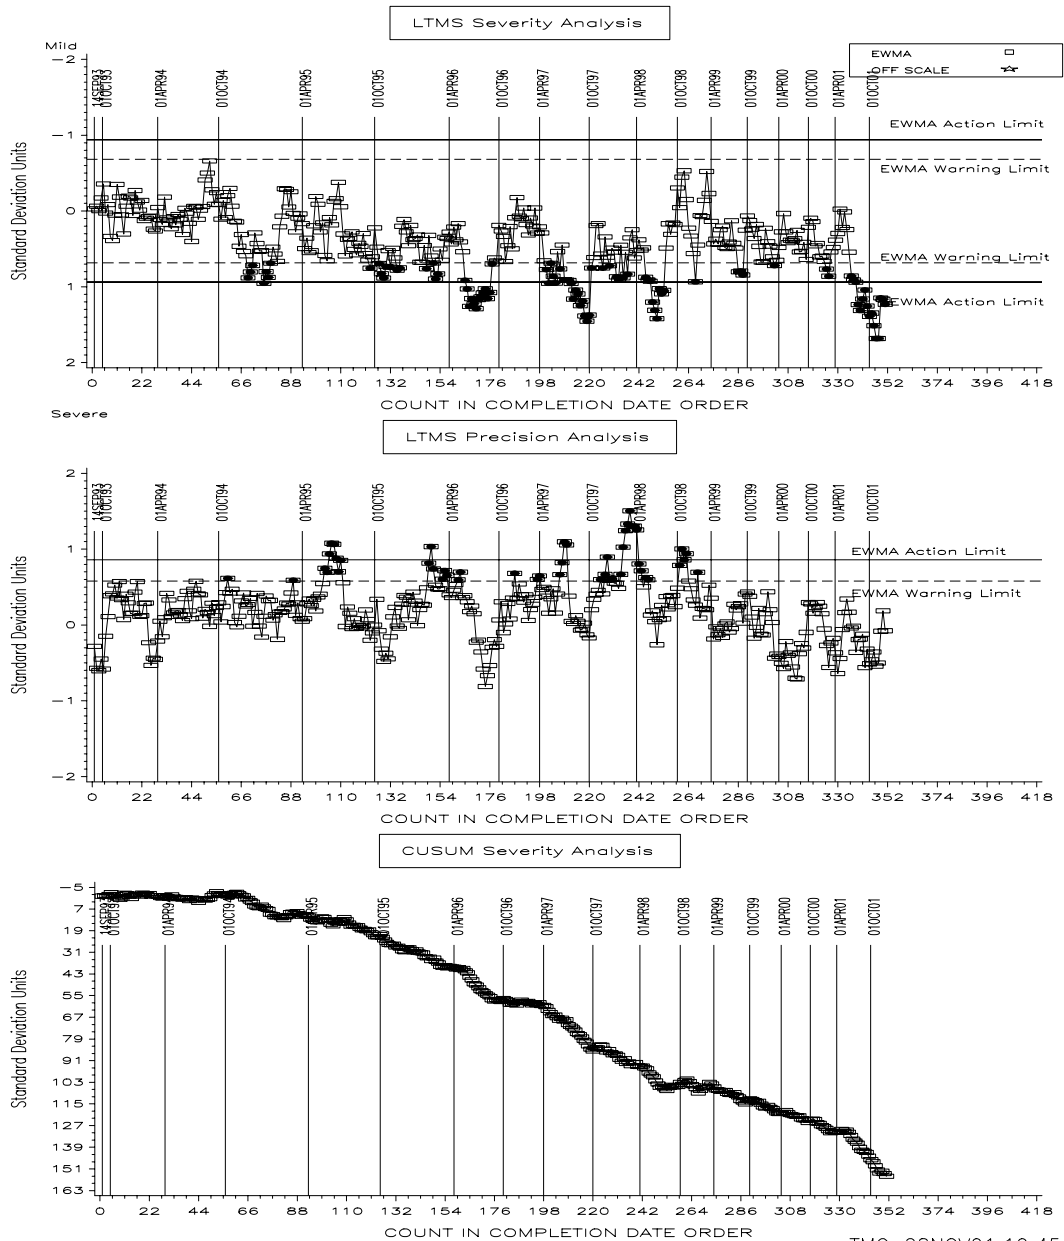 LTMS Severity Analysis
Mild
EWMA
OFF SCALE
−2
−1
0
1
2
Standard Deviation Units
14SEP93
01OCT93
01APR94
01OCT94
01APR95
01OCT95
01APR96
01OCT96
01APR97
01OCT97
01APR98
01OCT98
01APR99
01OCT99
01APR00
01OCT00
01APR01
01OCT01
EWMA Action Limit
EWMA Warning Limit
EWMA Warning Limit
EWMA Action Limit
0 22 44 66 88 110 132 154 176 198 220 242 264 286 308 330 352 374 396 418
COUNT IN COMPLETION DATE ORDER
Severe
LTMS Precision Analysis
2
1
0
−1
−2
Standard Deviation Units
14SEP93
01OCT93
01APR94
01OCT94
01APR95
01OCT95
01APR96
01OCT96
01APR97
01OCT97
01APR98
01OCT98
01APR99
01OCT99
01APR00
01OCT00
01APR01
01OCT01
EWMA Action Limit
EWMA Warning Limit
0 22 44 66 88 110 132 154 176 198 220 242 264 286 308 330 352 374 396 418
COUNT IN COMPLETION DATE ORDER
CUSUM Severity Analysis
−5
7
19
31
43
55
67
79
91
103
115
127
139
151
163
Standard Deviation Units
14SEP93
01OCT93
01APR94
01OCT94
01APR95
01OCT95
01APR96
01OCT96
01APR97
01OCT97
01APR98
01OCT98
01APR99
01OCT99
01APR00
01OCT00
01APR01
01OCT01
0 22 44 66 88 110 132 154 176 198 220 242 264 286 308 330 352 374 396 418
COUNT IN COMPLETION DATE ORDER